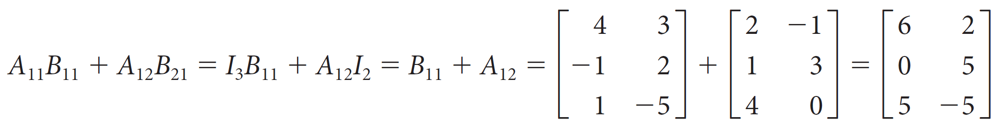 A₁₁B₁₁ + A₁₂B₂₁ = I₃B₁₁ + A₁₂I₂ = B₁₁ + A₁₂ = [4 3; −1 2; 1 −5] + [2 −1; 1 3; 4 0] = [6 2; 0 5; 5 −5]